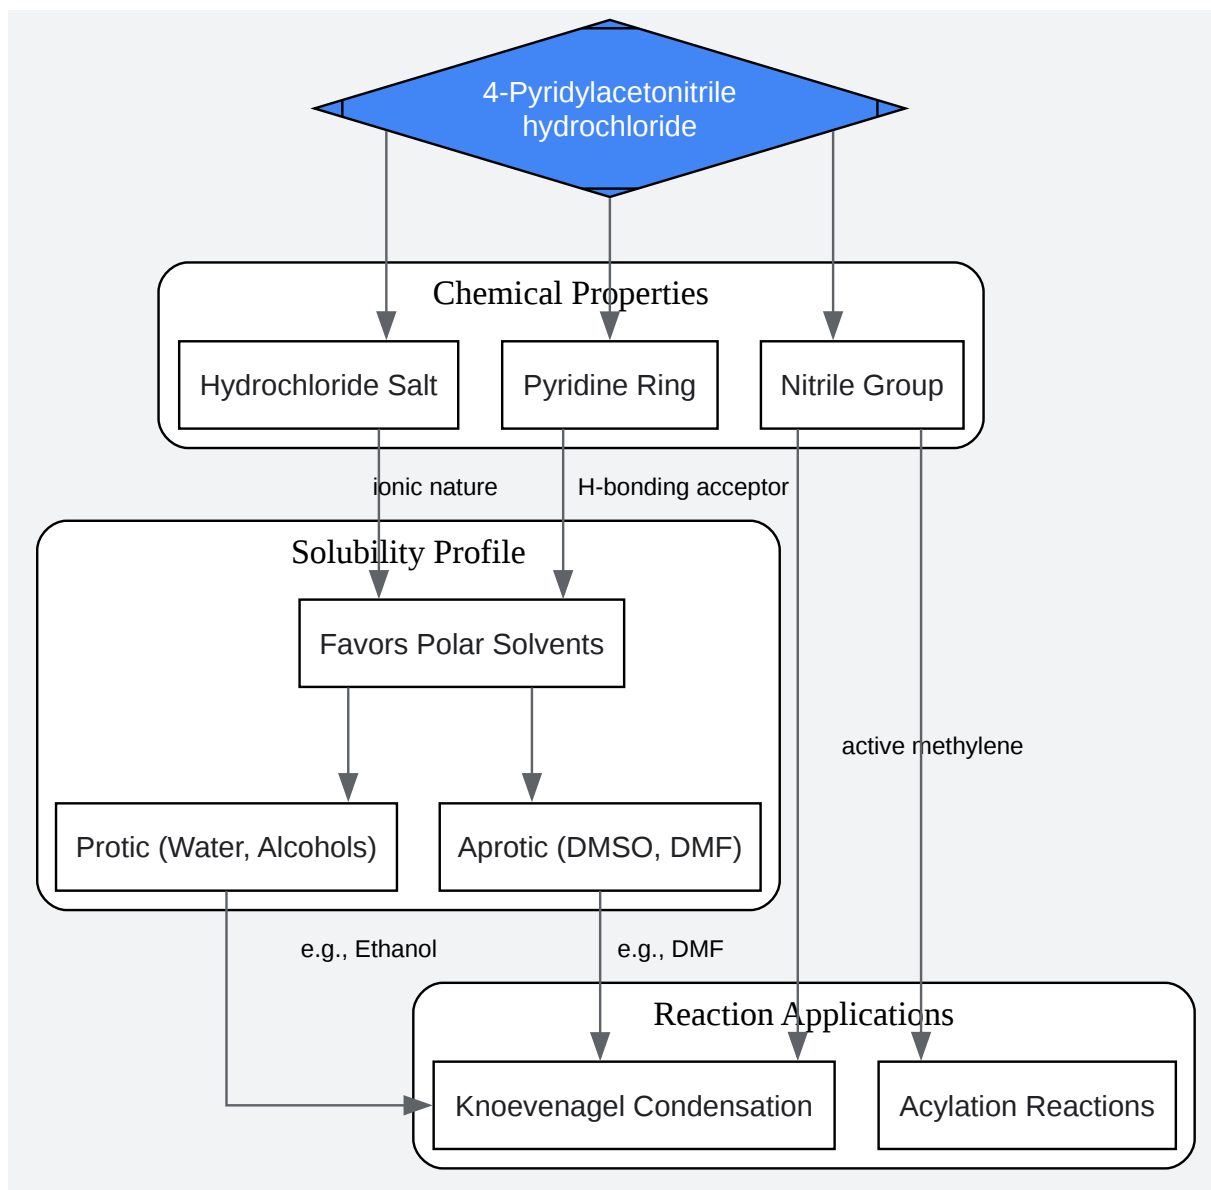 4-Pyridylacetonitrile
hydrochloride
Chemical Properties
Hydrochloride Salt
Pyridine Ring
Nitrile Group
ionic nature
H-bonding acceptor
Solubility Profile
Favors Polar Solvents
active methylene
Protic (Water, Alcohols)
Aprotic (DMSO, DMF)
e.g., Ethanol
e.g., DMF
Reaction Applications
Knoevenagel Condensation
Acylation Reactions